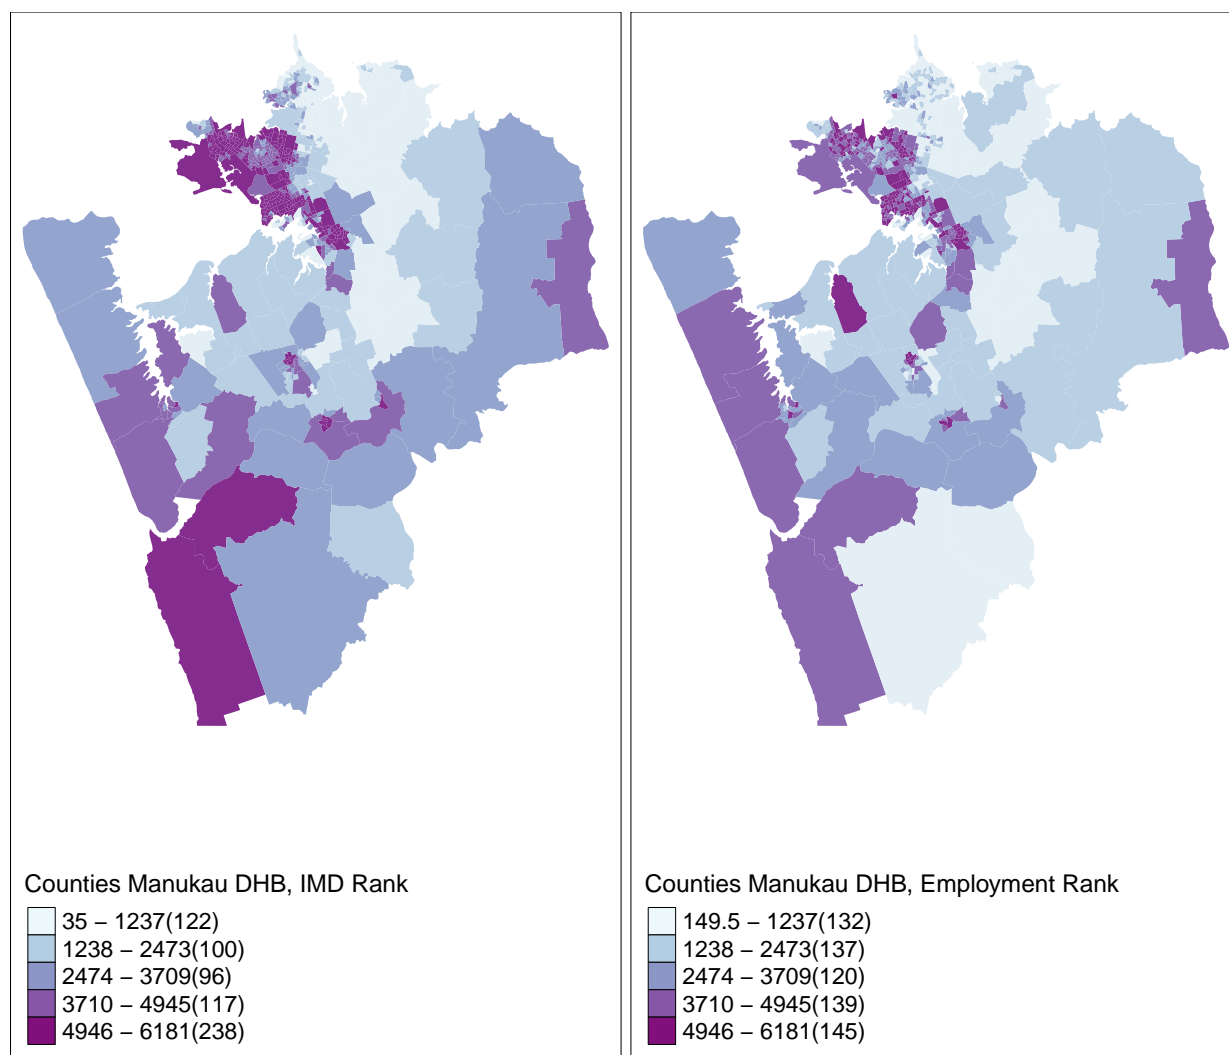 Counties Manukau DHB, IMD Rank
35 – 1237(122)
1238 – 2473(100)
2474 – 3709(96)
3710 – 4945(117)
4946 – 6181(238)
Counties Manukau DHB, Employment Rank
149.5 – 1237(132)
1238 – 2473(137)
2474 – 3709(120)
3710 – 4945(139)
4946 – 6181(145)